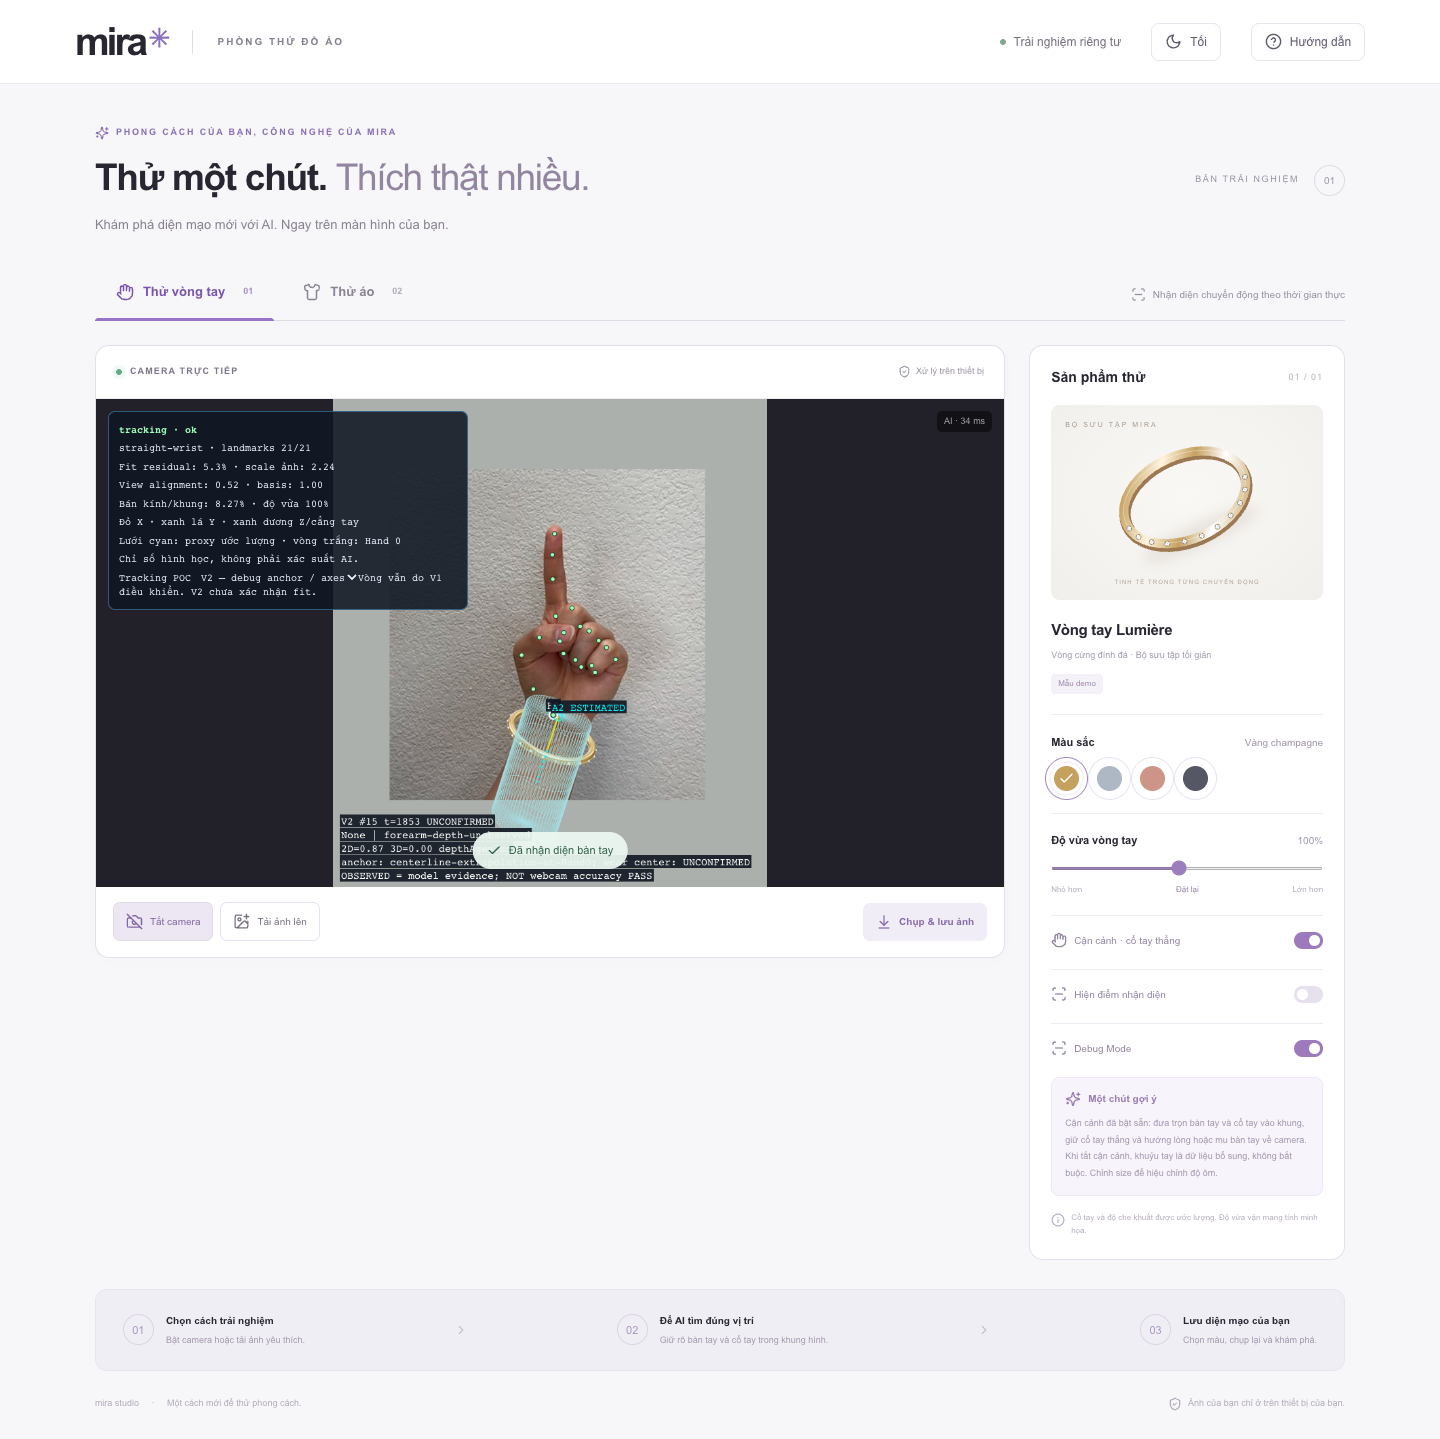 mira
PHÒNG THỬ ĐỒ ẢO
Trải nghiệm riêng tư
Tối
Hướng dẫn
PHONG CÁCH CỦA BẠN, CÔNG NGHỆ CỦA MIRA
Thử một chút. Thích thật nhiều.
BẢN TRẢI NGHIỆM 01
Khám phá diện mạo mới với AI. Ngay trên màn hình của bạn.
Thử vòng tay 01
Thử áo 02
Nhận diện chuyển động theo thời gian thực
CAMERA TRỰC TIẾP
Xử lý trên thiết bị
AI · 34 ms
tracking · ok
straight-wrist · landmarks 21/21
Fit residual: 5.3% · scale ảnh: 2.24
View alignment: 0.52 · basis: 1.00
Bán kính/khung: 8.27% · độ vừa 100%
Đỏ X · xanh lá Y · xanh dương Z/cẳng tay
Lưới cyan: proxy ước lượng · vòng trắng: Hand 0
Chỉ số hình học, không phải xác suất AI.
Tracking POC V2 — debug anchor / axes Vòng vẫn do V1
điều khiển. V2 chưa xác nhận fit.
A2 ESTIMATED
V2 #15 t=1853 UNCONFIRMED
None | forearm-depth-un
2D=0.87 3D=0.00 depth
anchor: centerline-extrapolation-on-Hand0; center: UNCONFIRMED
OBSERVED = model evidence; NOT webcam accuracy PASS
Đã nhận diện bàn tay
Tắt camera
Tải ảnh lên
Chụp & lưu ảnh
Sản phẩm thử
01 / 01
BỘ SƯU TẬP MIRA
TINH TẾ TRONG TỪNG CHUYỂN ĐỘNG
Vòng tay Lumière
Vòng cứng đính đá · Bộ sưu tập tối giản
Mẫu demo
Màu sắc
Vàng champagne
Độ vừa vòng tay
100%
Nhỏ hơn
Đặt lại
Lớn hơn
Cận cảnh · cổ tay thẳng
Hiện điểm nhận diện
Debug Mode
Một chút gợi ý
Cận cảnh đã bật sẵn: đưa trọn bàn tay và cổ tay vào khung,
giữ cổ tay thẳng và hướng lòng hoặc mu bàn tay về camera.
Khi tắt cận cảnh, khuỷu tay là dữ liệu bổ sung, không bắt
buộc. Chỉnh size để hiệu chỉnh độ ôm.
Cổ tay và độ che khuất được ước lượng. Độ vừa vặn mang tính minh
họa.
01
Chọn cách trải nghiệm
Bật camera hoặc tải ảnh yêu thích.
02
Để AI tìm đúng vị trí
Giữ rõ bàn tay và cổ tay trong khung hình.
03
Lưu diện mạo của bạn
Chọn màu, chụp lại và khám phá.
mira studio · Một cách mới để thử phong cách.
Ảnh của bạn chỉ ở trên thiết bị của bạn.